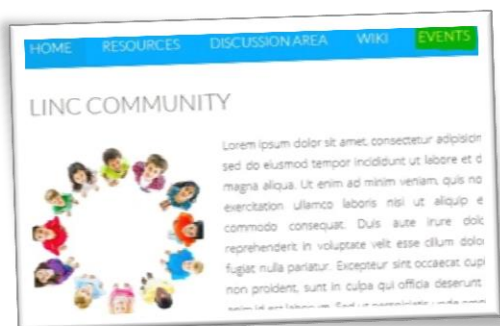 HOME RESOURCES DISCUSSION AREA WIKI EVENTS
LINC COMMUNITY
Lorem ipsum dolor sit amet, consectetur adipisicin
sed do eiusmod tempor incididunt ut labore et d
magna aliqua. Ut enim ad minim veniam, quis no
exercitation ullamco laboris nisi ut aliquip e
commodo consequat. Duis aute irure dolo
reprehenderit in voluptate velit esse cillum dolo
fugiat nulla pariatur. Excepteur sint occaecat cupi
non proident, sunt in culpa qui officia deserunt